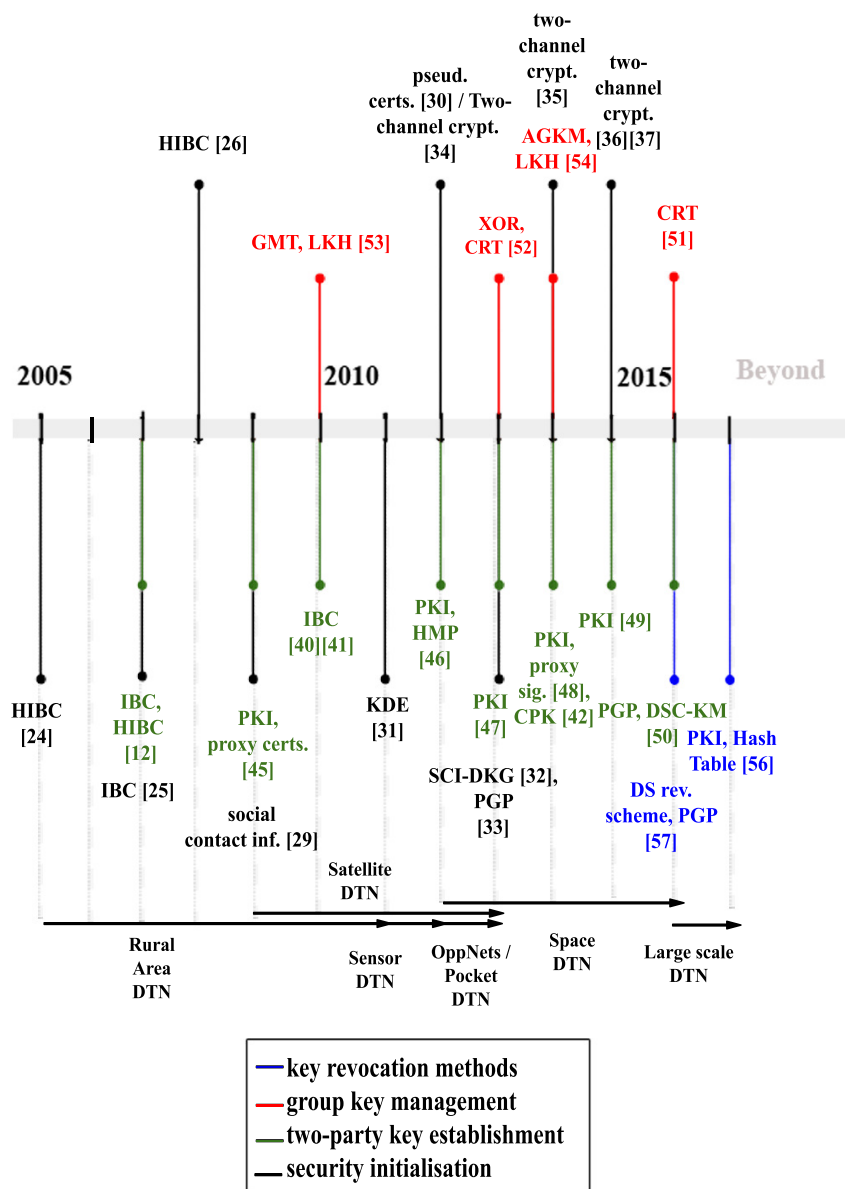 two-
channel
crypt.
[35]
two-
channel
crypt.
[36][37]
pseud.
certs. [30] / Two-
channel crypt.
[34]
HIBC [26]
AGKM,
LKH [54]
GMT, LKH [53]
XOR,
CRT [52]
CRT
[51]
2005
2010
2015
Beyond
HIBC
[24]
IBC,
HIBC
[12]
IBC [25]
PKI,
proxy certs.
[45]
social
contact inf. [29]
IBC
[40][41]
KDE
[31]
PKI,
HMP
[46]
PKI
[47]
SCI-DKG [32],
PGP
[33]
PKI,
proxy
sig. [48],
CPK [42]
PKI [49]
PGP, DSC-KM
[50]
PKI, Hash
Table [56]
DS rev.
scheme, PGP
[57]
Satellite
DTN
Rural
Area
DTN
Sensor
DTN
OppNets /
Pocket
DTN
Space
DTN
Large scale
DTN
key revocation methods
group key management
two-party key establishment
security initialisation